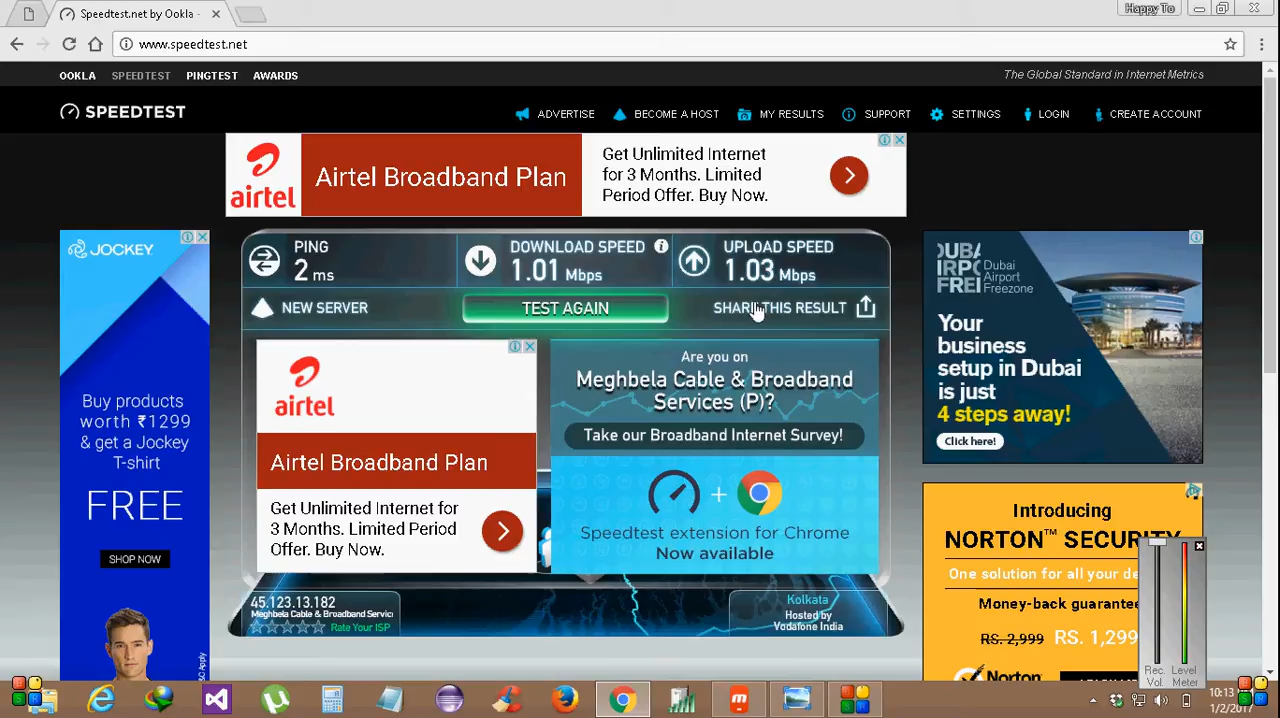 Speedtest.net by Ookla -
Happy To
www.speedtest.net
OOKLA SPEEDTEST PINGTEST AWARDS
The Global Standard in Internet Metrics
SPEEDTEST
ADVERTISE BECOME A HOST MY RESULTS SUPPORT SETTINGS LOGIN CREATE ACCOUNT
airtel
Airtel Broadband Plan
Get Unlimited Internet
for 3 Months. Limited
Period Offer. Buy Now.
JOCKEY
Buy products
worth ₹1299
& get a Jockey
T-shirt
FREE
SHOP NOW
PING
2 ms
DOWNLOAD SPEED
1.01 Mbps
UPLOAD SPEED
1.03 Mbps
NEW SERVER
TEST AGAIN
SHARE THIS RESULT
airtel
Airtel Broadband Plan
Get Unlimited Internet for
3 Months. Limited Period
Offer. Buy Now.
Are you on
Meghbela Cable & Broadband
Services (P)?
Take our Broadband Internet Survey!
+
Speedtest extension for Chrome
Now available
45.123.13.182
Meghbela Cable & Broadband Servic
Rate Your ISP
Kolkata
Hosted by
Vodafone India
DUB
IRPO
FREI
Dubai
Airport
Freezone
Your
business
setup in Dubai
is just
4 steps away!
Click here!
Introducing
NORTON™ SECURITY
One solution for all your de
Money-back guarante
RS. 2,999 RS. 1,299
Norton
Rec. Vol.
Level Meter
10:13
1/2/2017